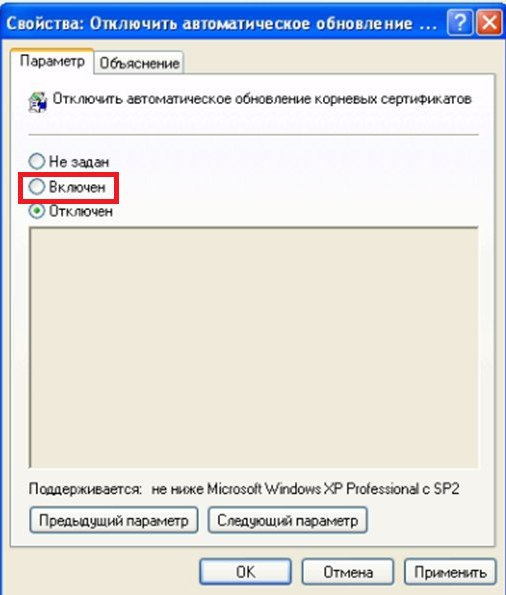 Свойства: Отключить автоматическое обновление ...
Параметр
Объяснение
Отключить автоматическое обновление корневых сертификатов
Не задан
Включен
Отключен
Поддерживается: не ниже Microsoft Windows XP Professional с SP2
Предыдущий параметр
Следующий параметр
OK
Отмена
Применить